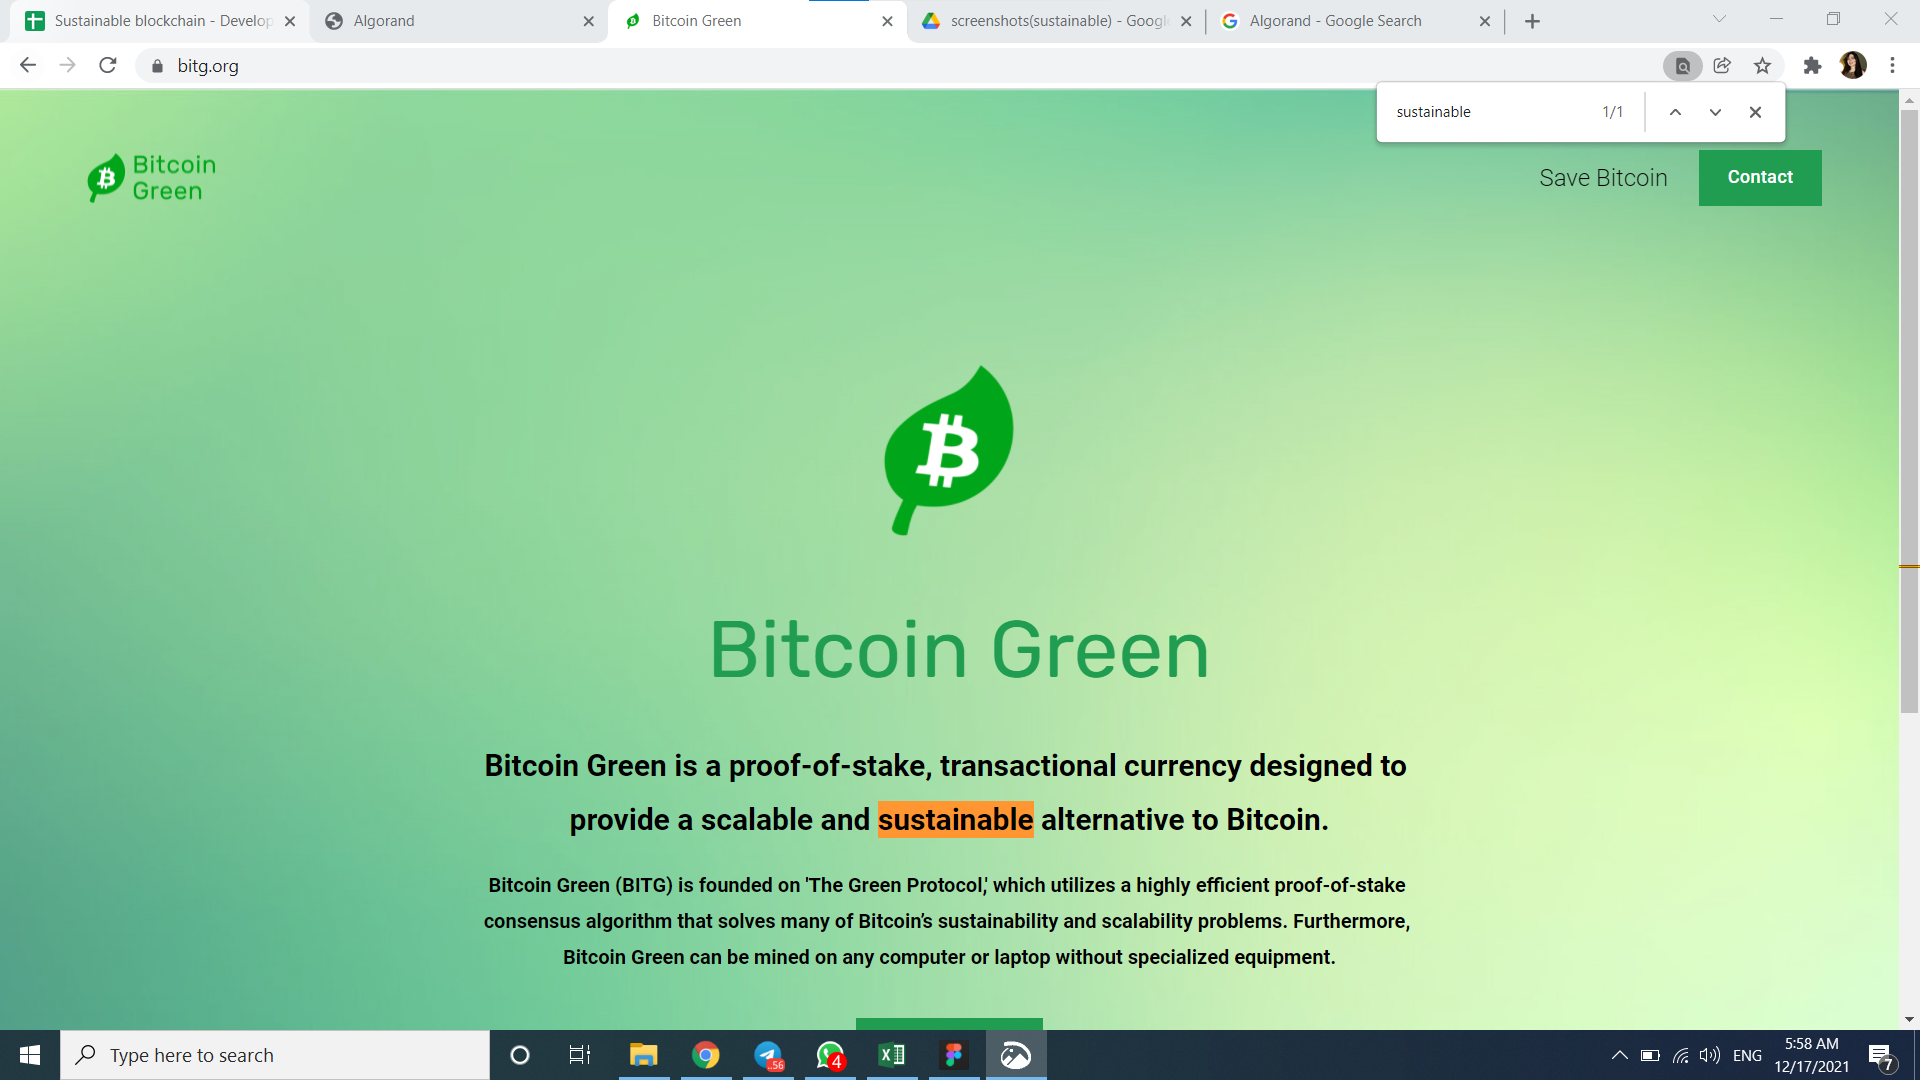 Sustainable blockchain - Develop
Algorand
Bitcoin Green
screenshots(sustainable) - Googl
Algorand - Google Search
bitg.org
sustainable
1/1
Bitcoin
Green
Save Bitcoin
Contact
Bitcoin Green
Bitcoin Green is a proof-of-stake, transactional currency designed to
provide a scalable and sustainable alternative to Bitcoin.
Bitcoin Green (BITG) is founded on 'The Green Protocol,' which utilizes a highly efficient proof-of-stake
consensus algorithm that solves many of Bitcoin’s sustainability and scalability problems. Furthermore,
Bitcoin Green can be mined on any computer or laptop without specialized equipment.
Type here to search
..56
4
ENG
5:58 AM
12/17/2021
7